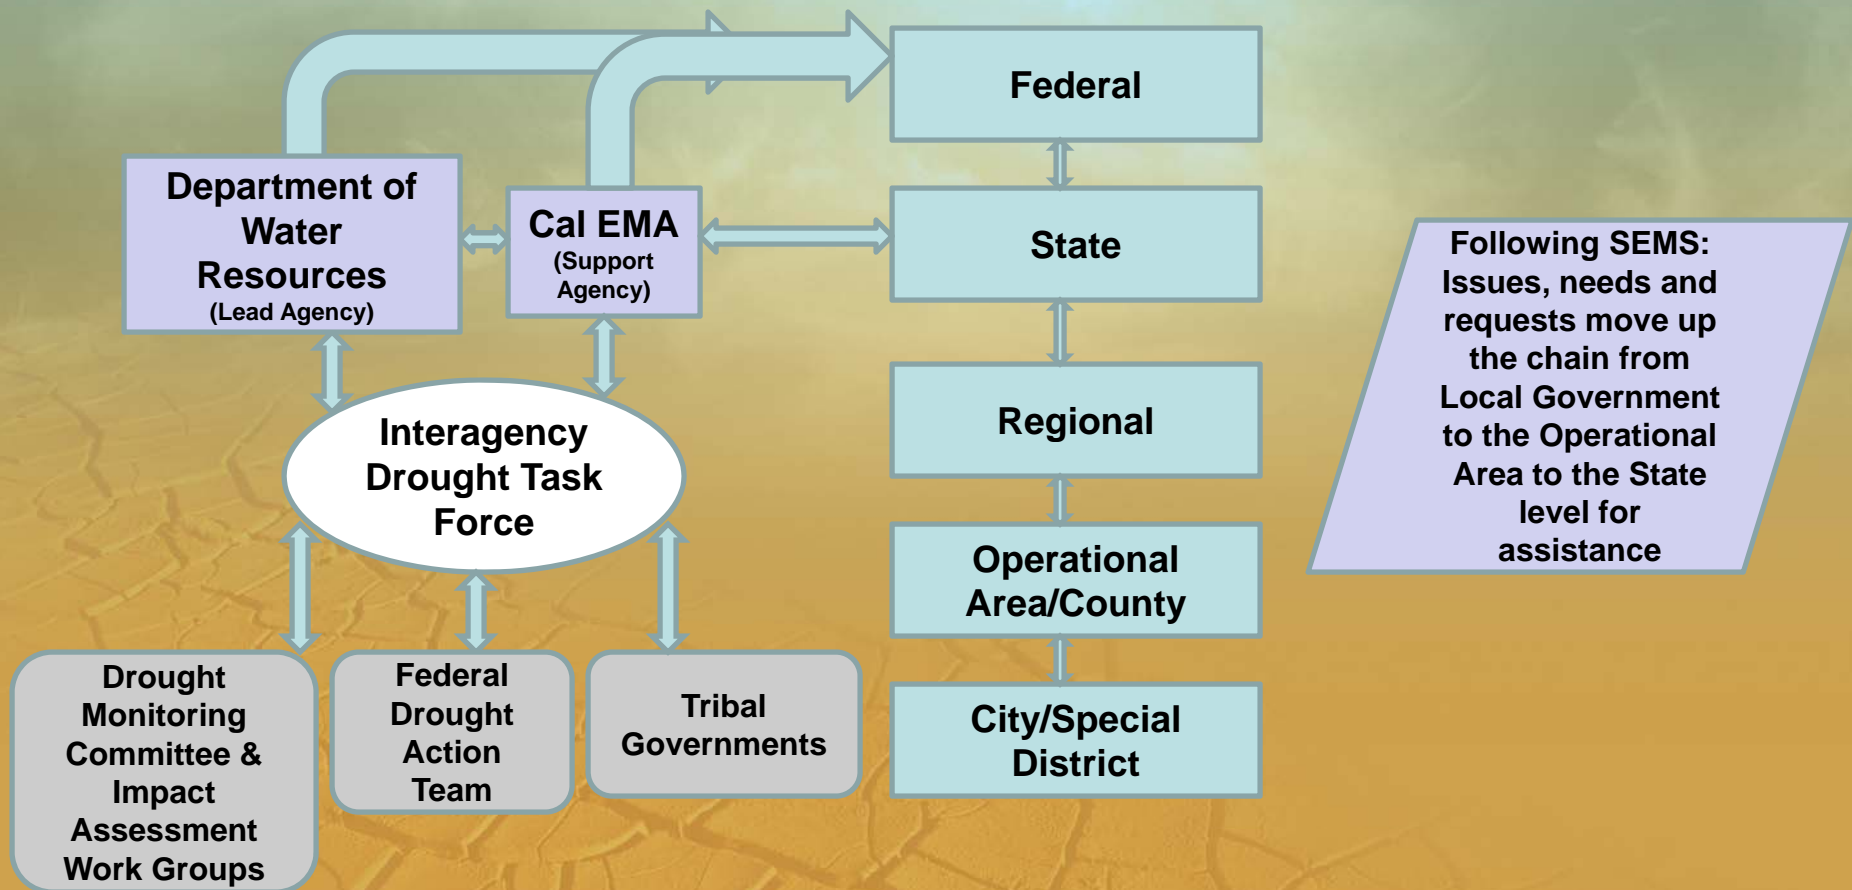 Federal
Department of
Water
Resources
(Lead Agency)
Cal EMA
(Support
Agency)
State
Following SEMS:
Issues, needs and
requests move up
the chain from
Local Government
to the Operational
Area to the State
level for
assistance
Interagency
Drought Task
Force
Regional
Operational
Area/County
Drought
Monitoring
Committee &
Impact
Assessment
Work Groups
Federal
Drought
Action
Team
Tribal
Governments
City/Special
District